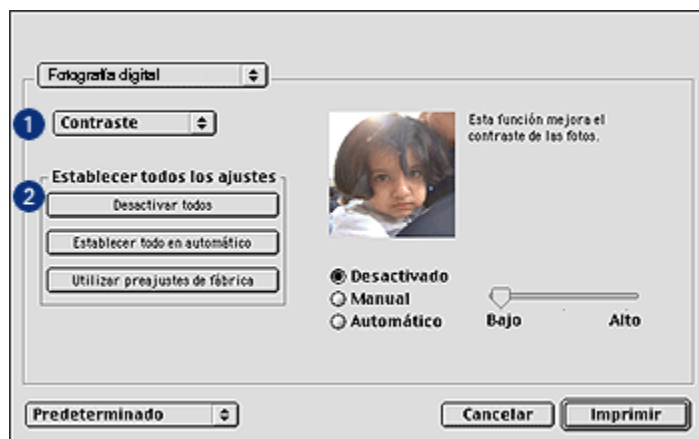 Fotografía digital
1
Contraste
Esta función mejora el
contraste de las fotos.
Establecer todos los ajustes
2
Desactivar todos
Establecer todo en automático
Utilizar preajustes de fábrica
Desactivado
Manual
Automático
Bajo
Alto
Predeterminado
Cancelar
Imprimir